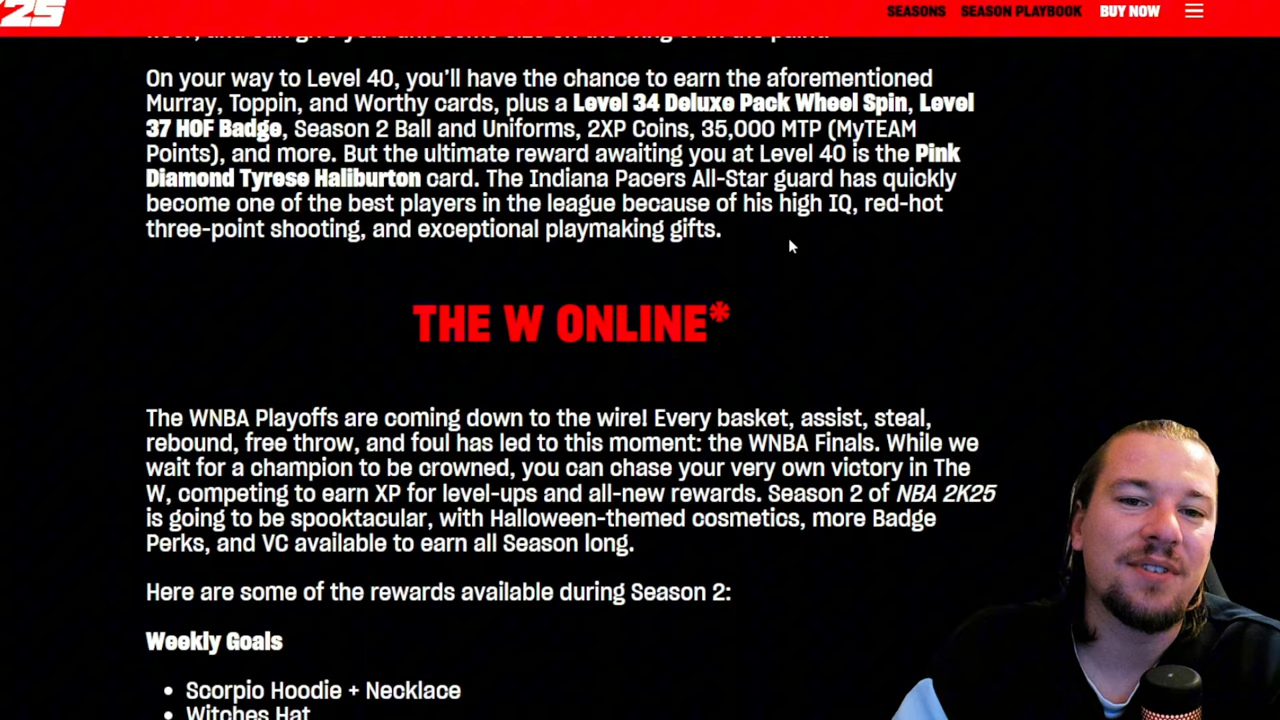 '25
SEASONS SEASON PLAYBOOK BUY NOW
On your way to Level 40, you'll have the chance to earn the aforementioned
Murray, Toppin, and Worthy cards, plus a Level 34 Deluxe Pack Wheel Spin, Level
37 HOF Badge, Season 2 Ball and Uniforms, 2XP Coins, 35,000 MTP (MyTEAM
Points), and more. But the ultimate reward awaiting you at Level 40 is the Pink
Diamond Tyrese Haliburton card. The Indiana Pacers All-Star guard has quickly
become one of the best players in the league because of his high IQ, red-hot
three-point shooting, and exceptional playmaking gifts.
THE W ONLINE*
The WNBA Playoffs are coming down to the wire! Every basket, assist, steal,
rebound, free throw, and foul has led to this moment: the WNBA Finals. While we
wait for a champion to be crowned, you can chase your very own victory in The
W, competing to earn XP for level-ups and all-new rewards. Season 2 of NBA 2K25
is going to be spooktacular, with Halloween-themed cosmetics, more Badge
Perks, and VC available to earn all Season long.
Here are some of the rewards available during Season 2:
Weekly Goals
• Scorpio Hoodie + Necklace
• Witches Hat